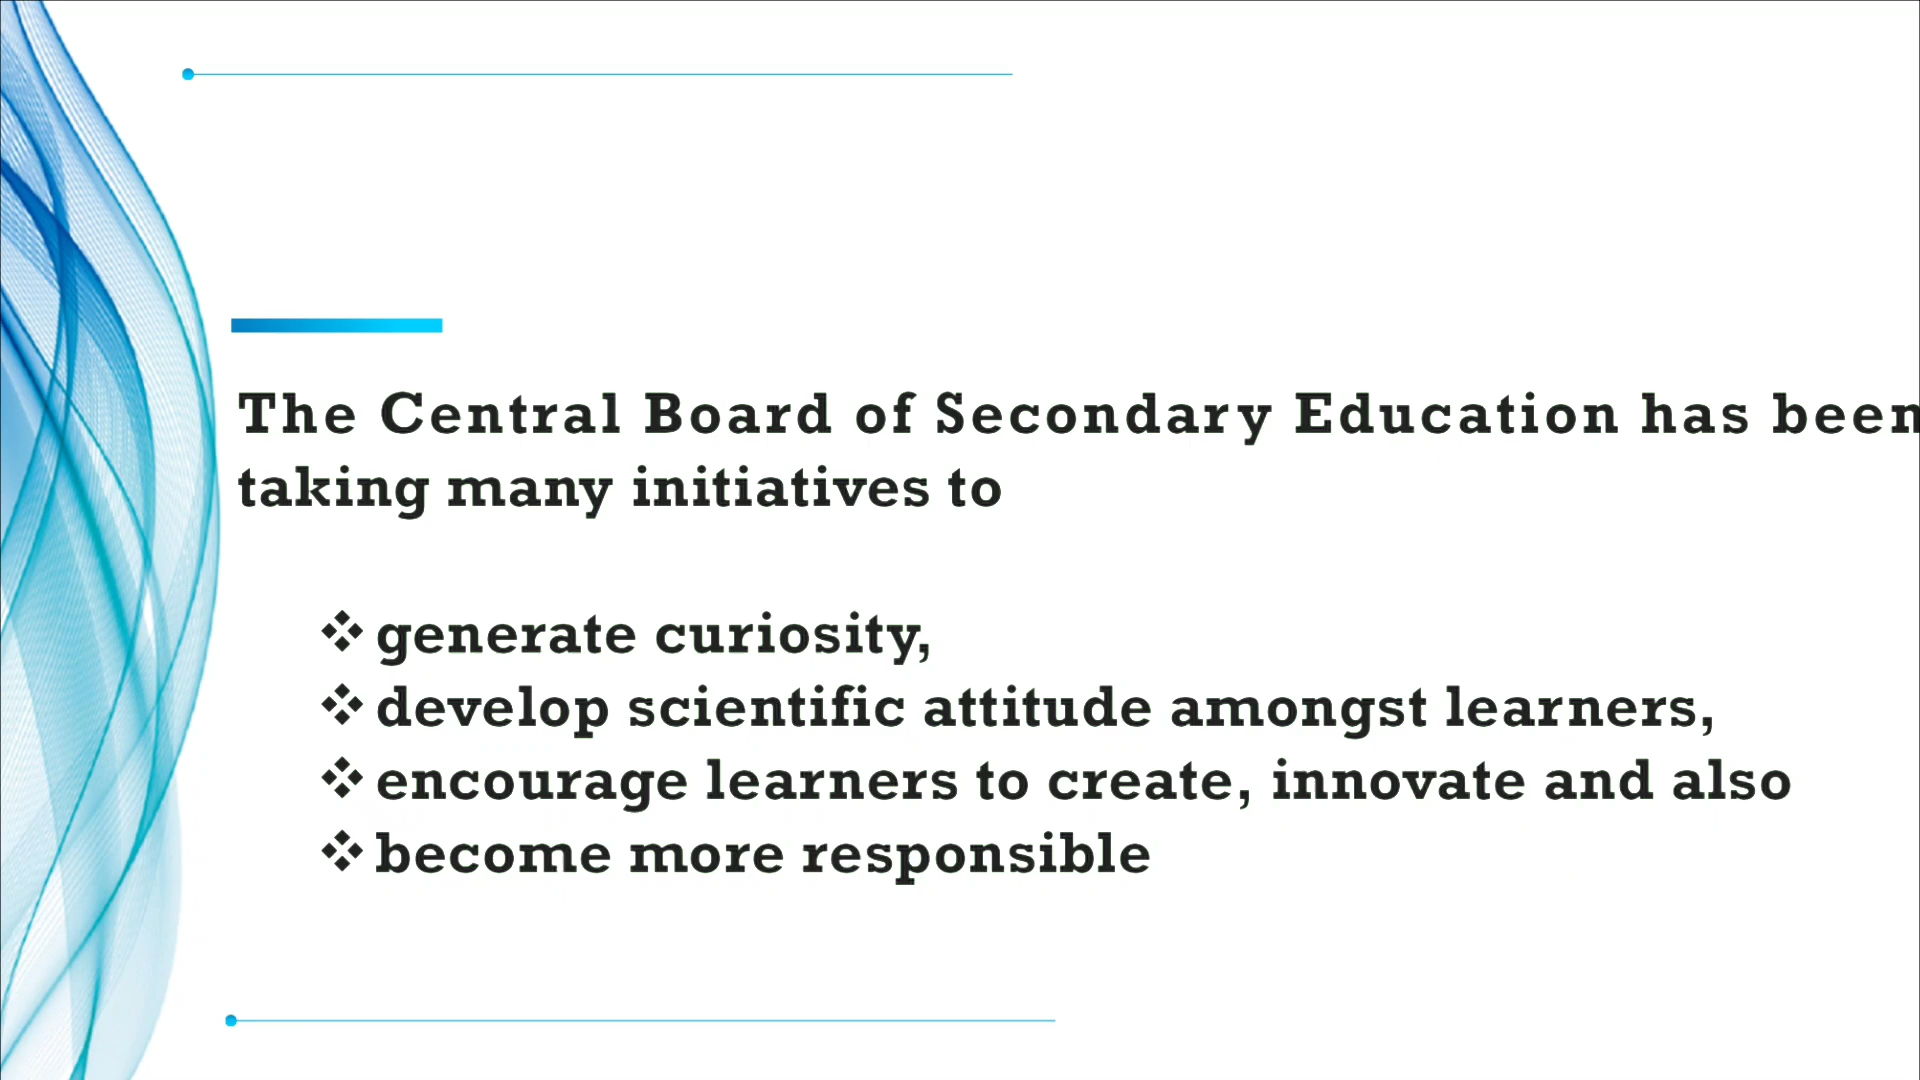 The Central Board of Secondary Education has been
taking many initiatives to
❖ generate curiosity,
❖ develop scientific attitude amongst learners,
❖ encourage learners to create, innovate and also
❖ become more responsible